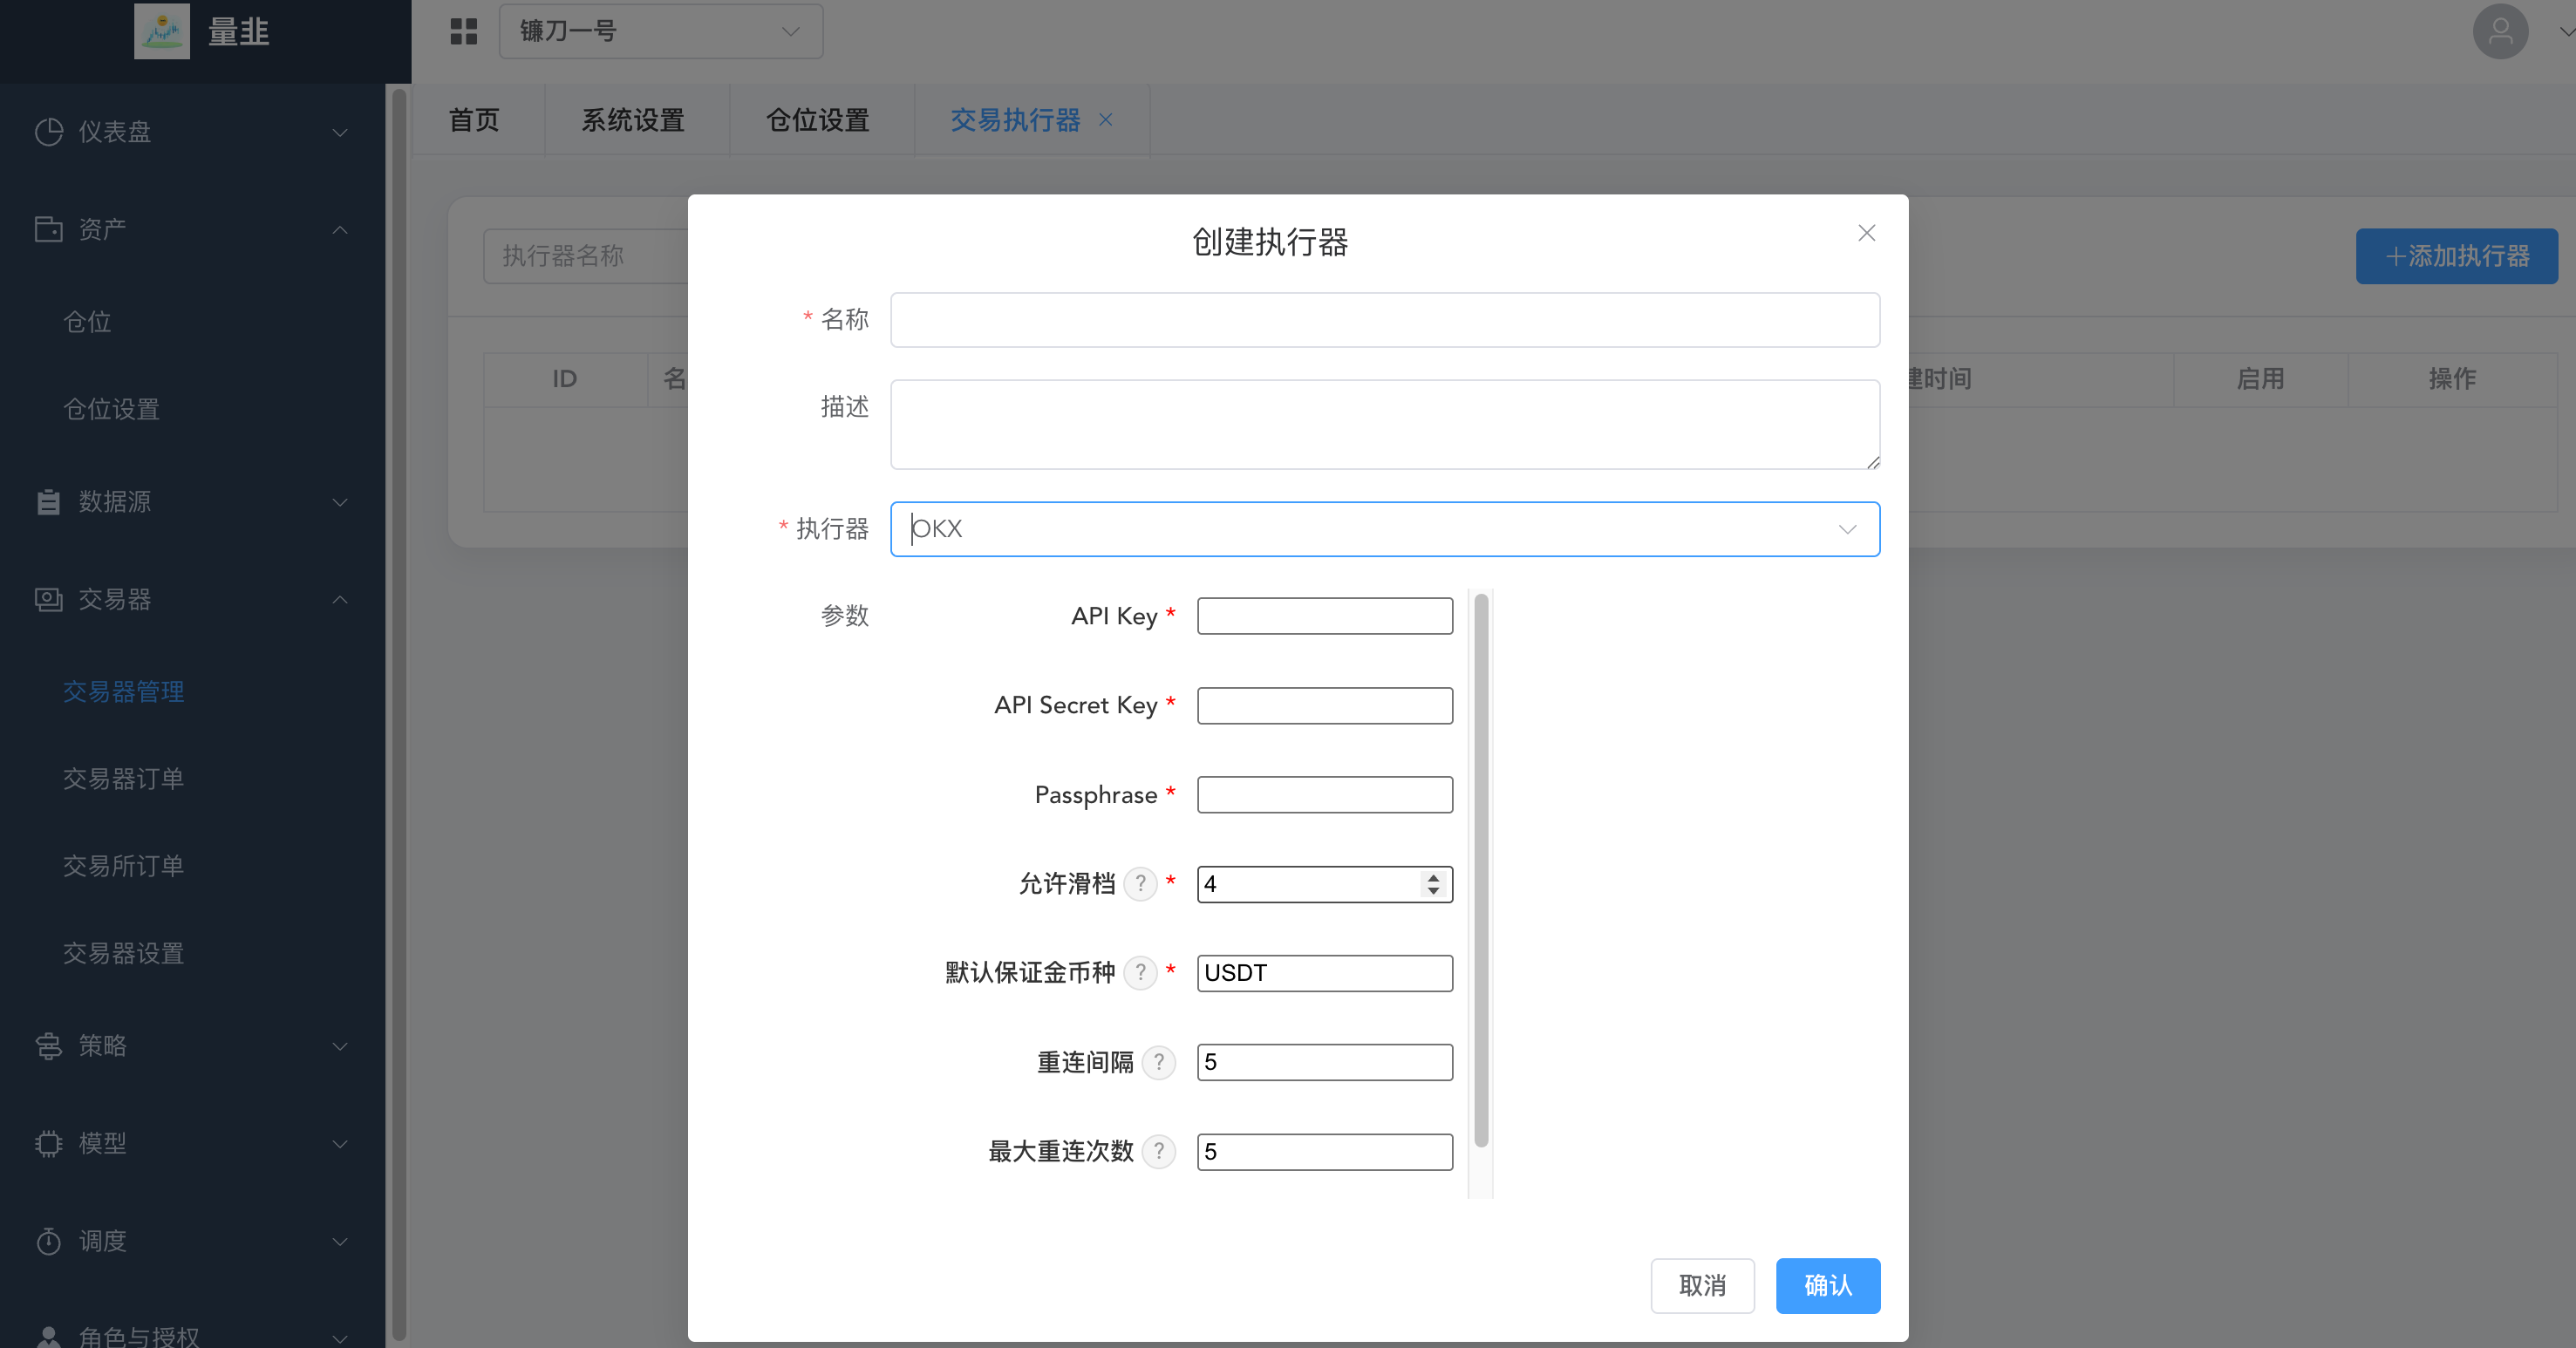 量韭
镰刀一号
仪表盘
资产
仓位
仓位设置
数据源
交易器
交易器管理
交易器订单
交易所订单
交易器设置
策略
模型
调度
角色与授权
首页
系统设置
仓位设置
交易执行器
执行器名称
+添加执行器
ID
名
建时间
启用
操作
创建执行器
* 名称
描述
* 执行器
OKX
参数
API Key *
API Secret Key *
Passphrase *
允许滑档 ? *
4
默认保证金币种 ? *
USDT
重连间隔 ?
5
最大重连次数 ?
5
取消
确认